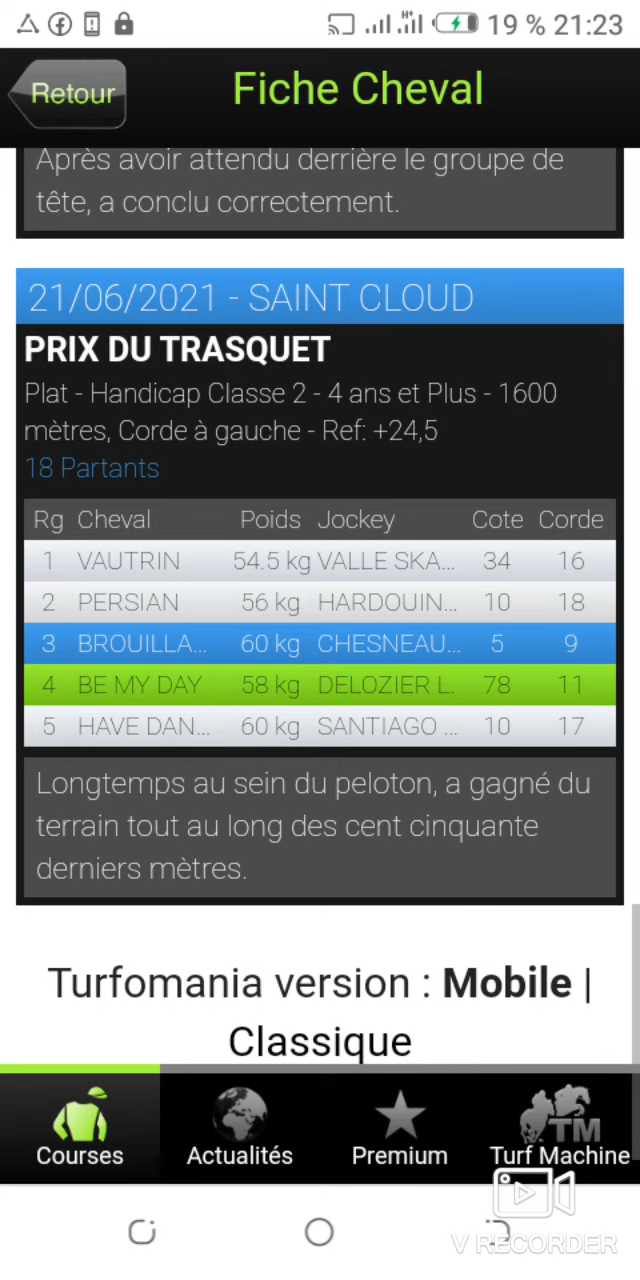 19 % 21:23
Retour
Fiche Cheval
Après avoir attendu derrière le groupe de
tête, a conclu correctement.
21/06/2021 - SAINT CLOUD
PRIX DU TRASQUET
Plat - Handicap Classe 2 - 4 ans et Plus - 1600
mètres, Corde à gauche - Ref: +24,5
18 Partants
Rg Cheval Poids Jockey Cote Corde
1 VAUTRIN 54.5 kg VALLE SKA... 34 16
2 PERSIAN 56 kg HARDOUIN... 10 18
3 BROUILLA... 60 kg CHESNEAU... 5 9
4 BE MY DAY 58 kg DELOZIER L. 78 11
5 HAVE DAN... 60 kg SANTIAGO ... 10 17
Longtemps au sein du peloton, a gagné du
terrain tout au long des cent cinquante
derniers mètres.
Turfomania version : Mobile |
Classique
TM
Courses Actualités Premium Turf Machine
V RECORDER